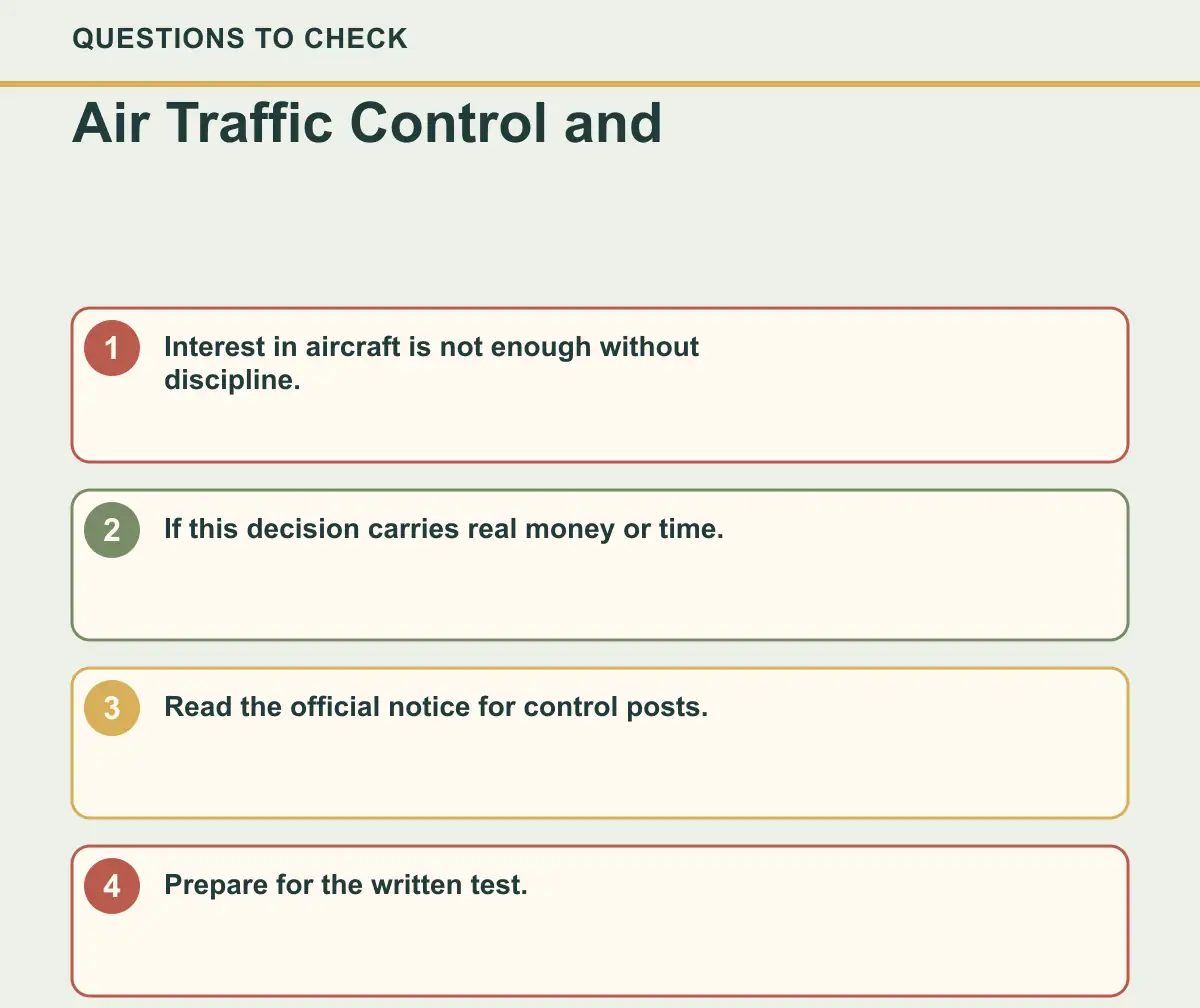 QUESTIONS TO CHECK
Air Traffic Control and
1
Interest in aircraft is not enough without
discipline.
2
If this decision carries real money or time.
3
Read the official notice for control posts.
4
Prepare for the written test.